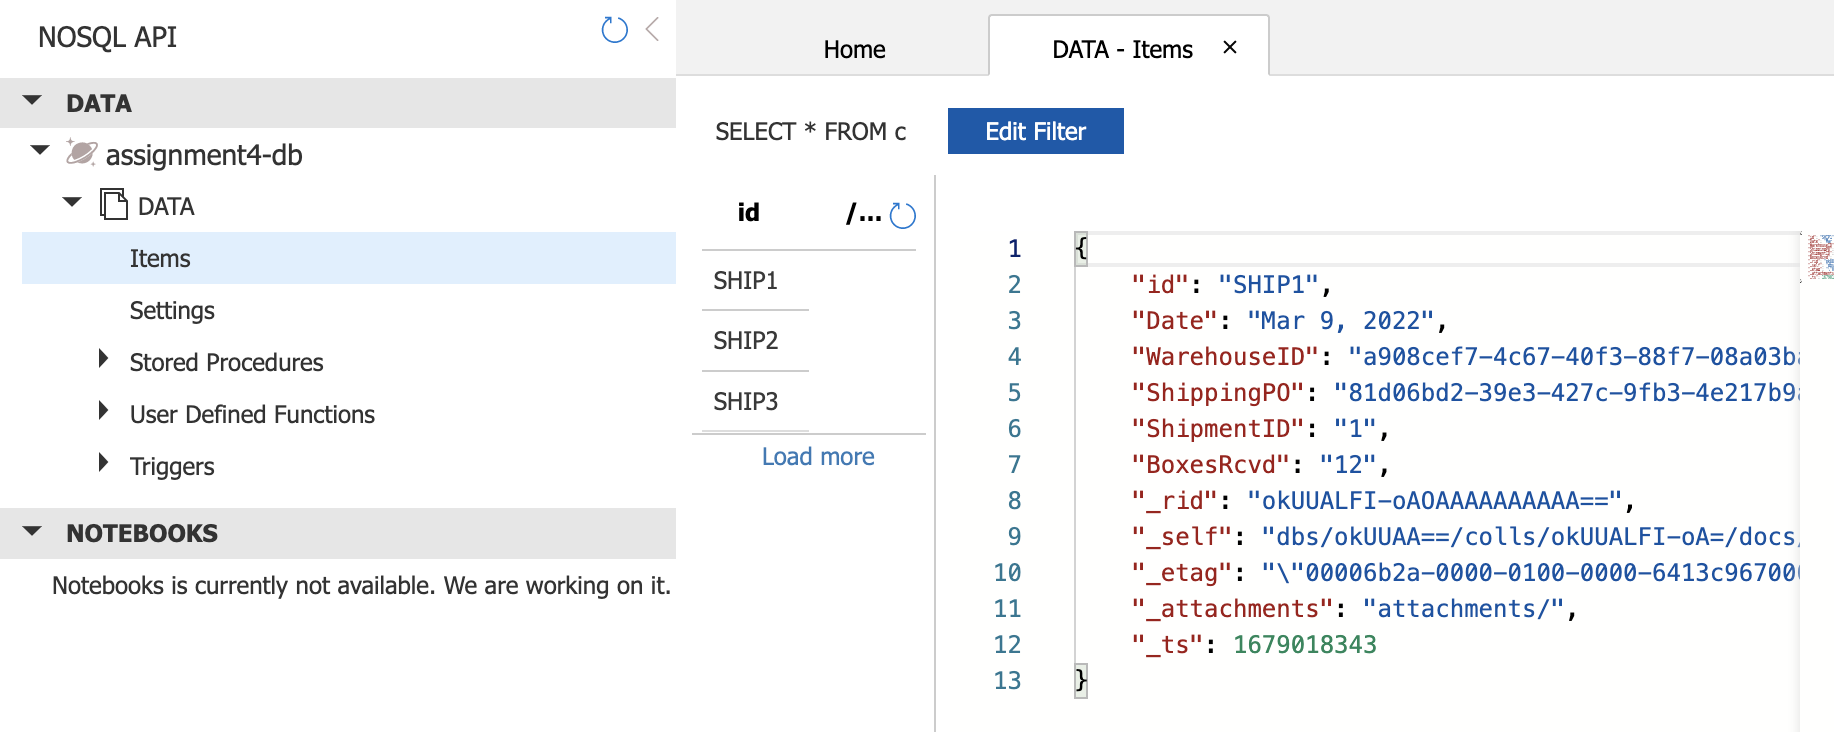 NOSQL API
DATA
assignment4-db
DATA
Items
Settings
Stored Procedures
User Defined Functions
Triggers
NOTEBOOKS
Notebooks is currently not available. We are working on it.
Home
DATA - Items ×
SELECT * FROM c
Edit Filter
id /...
SHIP1
SHIP2
SHIP3
Load more
1 {
2 "id": "SHIP1",
3 "Date": "Mar 9, 2022",
4 "WarehouseID": "a908cef7-4c67-40f3-88f7-08a03ba
5 "ShippingPO": "81d06bd2-39e3-427c-9fb3-4e217b9a
6 "ShipmentID": "1",
7 "BoxesRcvd": "12",
8 "_rid": "okUUALFI-oAOAAAAAAAAAA==",
9 "_self": "dbs/okUUAA==/colls/okUUALFI-oA=/docs/
10 "_etag": "\"00006b2a-0000-0100-0000-6413c967000
11 "_attachments": "attachments/",
12 "_ts": 1679018343
13 }